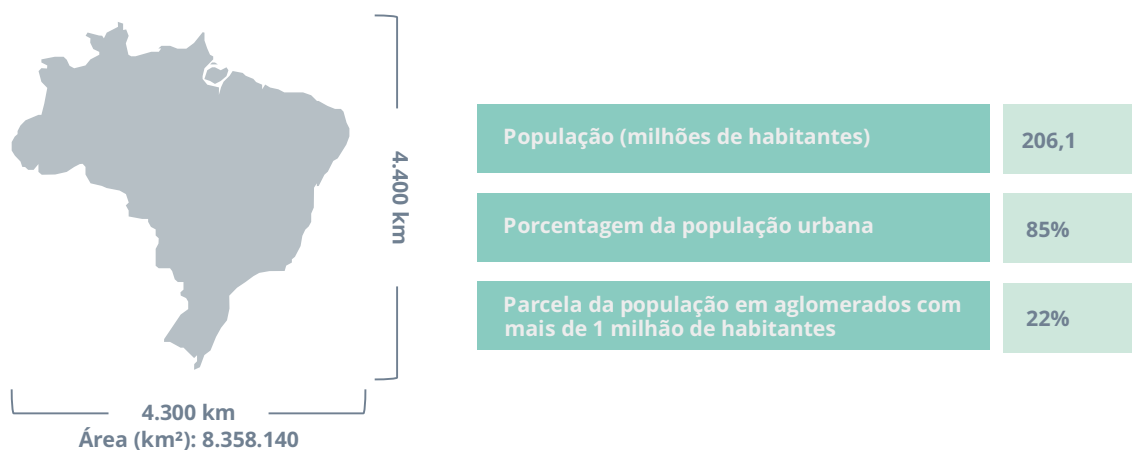 4.400 km
4.300 km
Área (km²): 8.358.140
População (milhões de habitantes)
206,1
Porcentagem da população urbana
85%
Parcela da população em aglomerados com
mais de 1 milhão de habitantes
22%